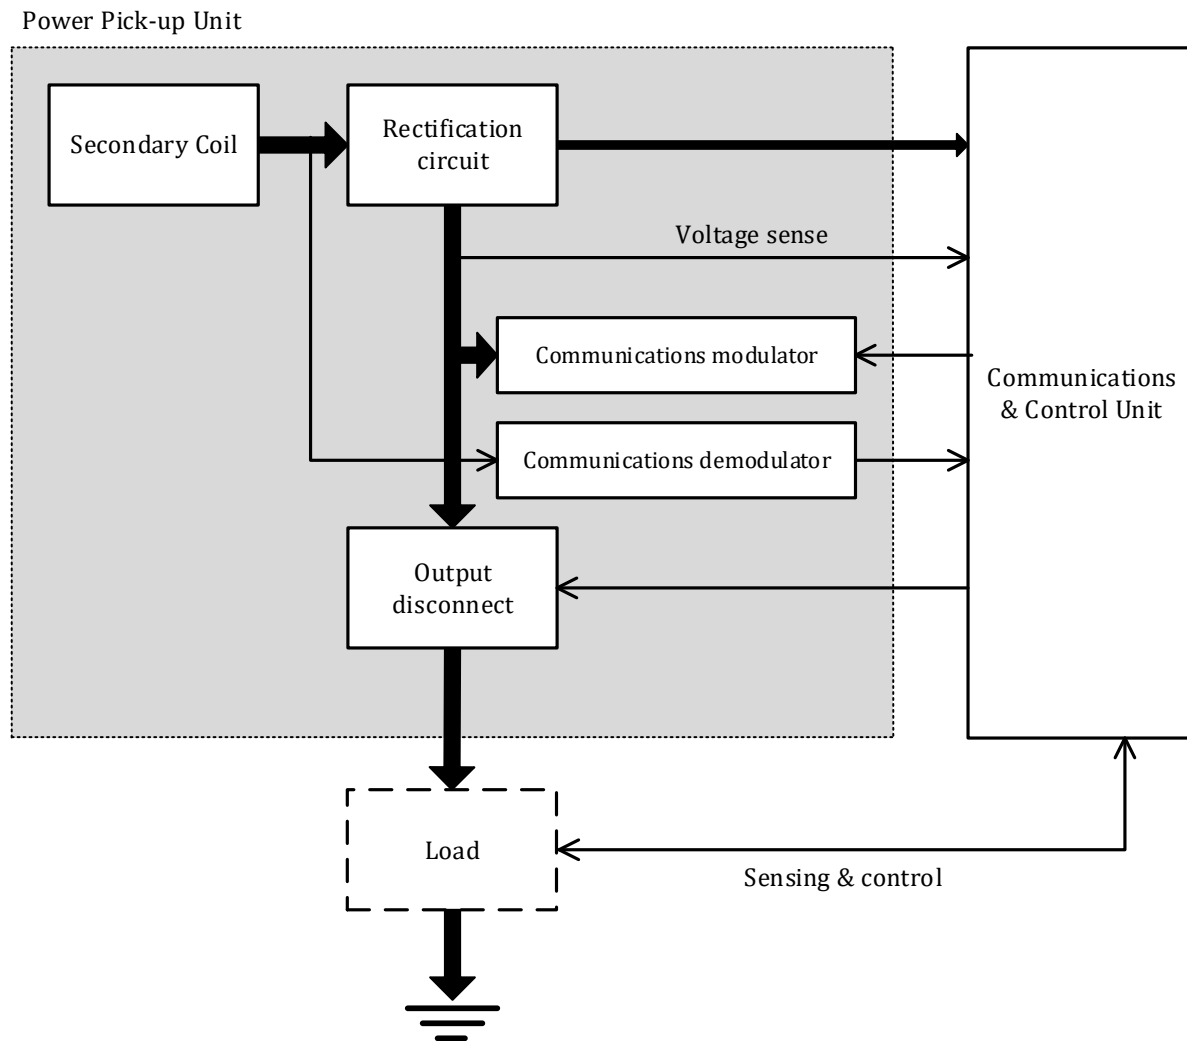 Power Pick-up Unit
Secondary Coil
Rectification
circuit
Voltage sense
Communications modulator
Communications
& Control Unit
Communications demodulator
Output
disconnect
Load
Sensing & control